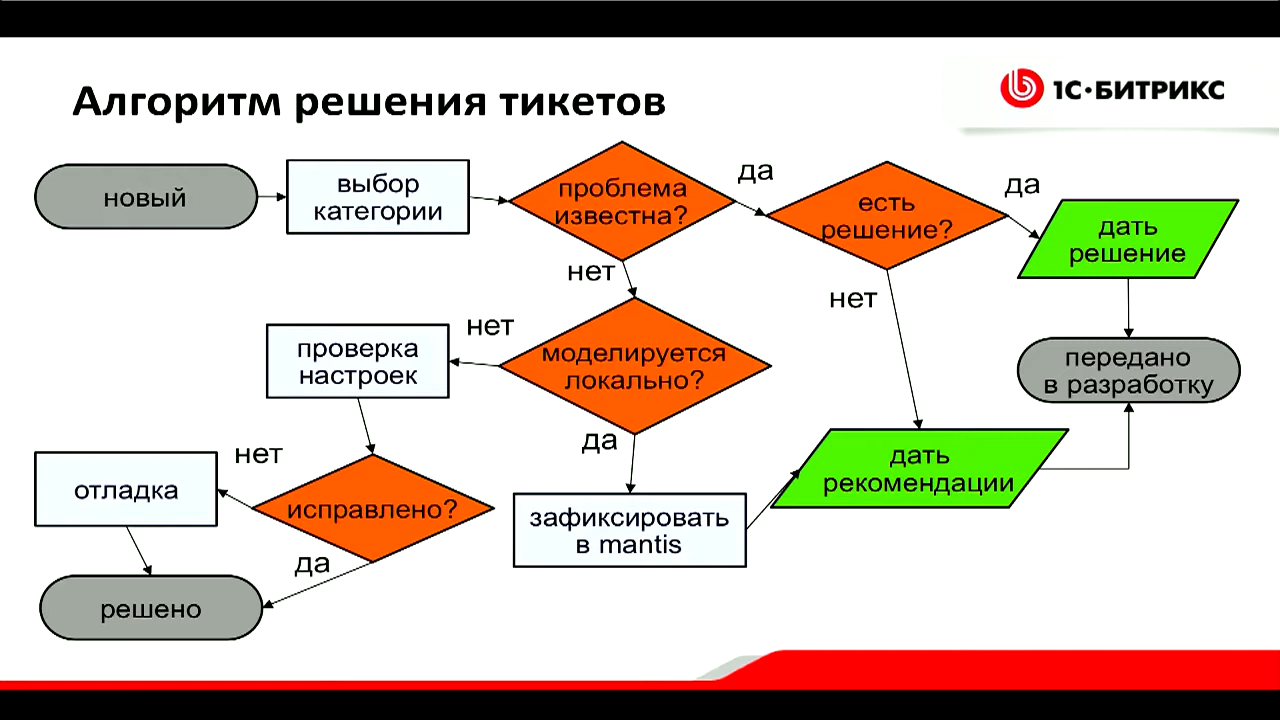 Алгоритм решения тикетов
1С·БИТРИКС
новый
выбор
категории
проблема
известна?
да
есть
решение?
да
дать
решение
нет
нет
моделируется
локально?
нет
проверка
настроек
передано
в разработку
да
дать
рекомендации
нет
отладка
исправлено?
зафиксировать
в mantis
да
решено